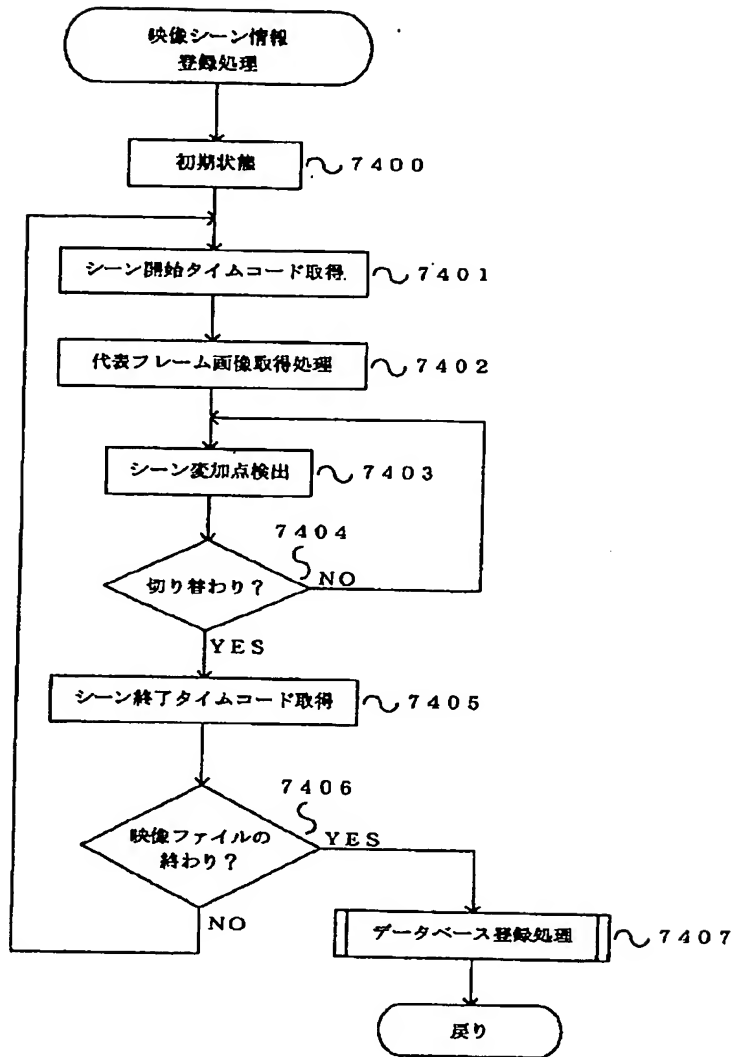 映像シーン情報
登録処理
初期状態
7400
シーン開始タイムコード取得
7401
代表フレーム画像取得処理
7402
シーン変加点検出
7403
7404
切り替わり?
NO
YES
シーン終了タイムコード取得
7405
7406
映像ファイルの
終わり?
YES
NO
データベース登録処理
7407
戻り